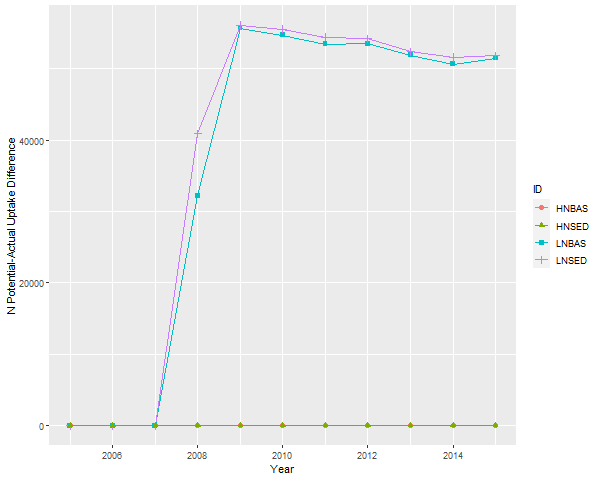 N Potential-Actual Uptake Difference
40000
20000
0
2006 2008 2010 2012 2014
Year
ID
HNBAS
HNSED
LNBAS
LNSED